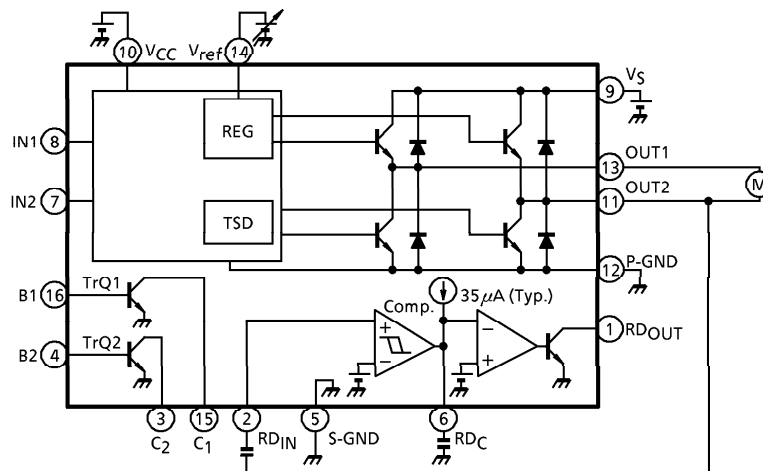 10 VCC Vref 14
VS
9
REG
IN1 8
OUT1
13
M
OUT2
IN2 7
11
TSD
P-GND
12
B1 16 TrQ1
Comp. 35 μA (Typ.)
+
−
1 RDOUT
B2 4 TrQ2
−
+
3 15 2 5 6
C2 C1 RDIN S-GND RDC